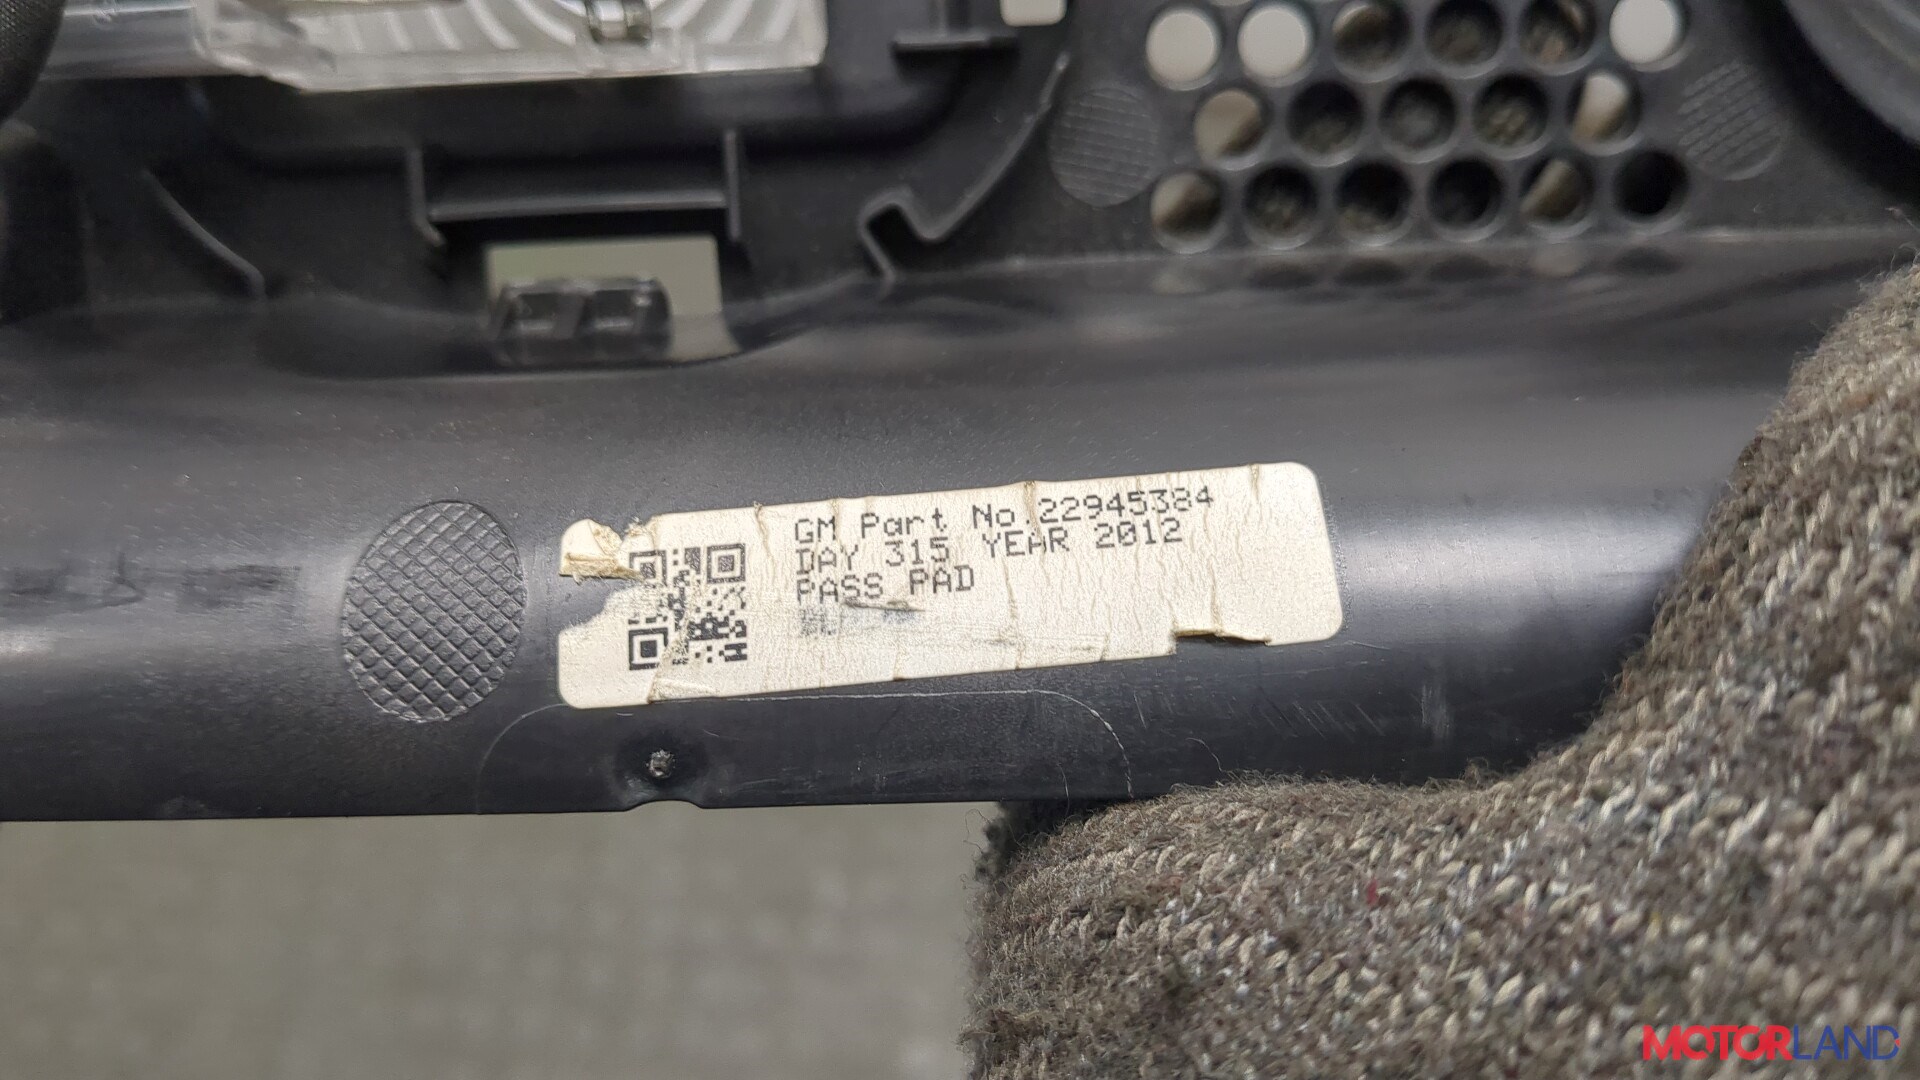 GM Part No.22945384
DAY 315 YEAR 2012
PASS PAD
MOTORLAND